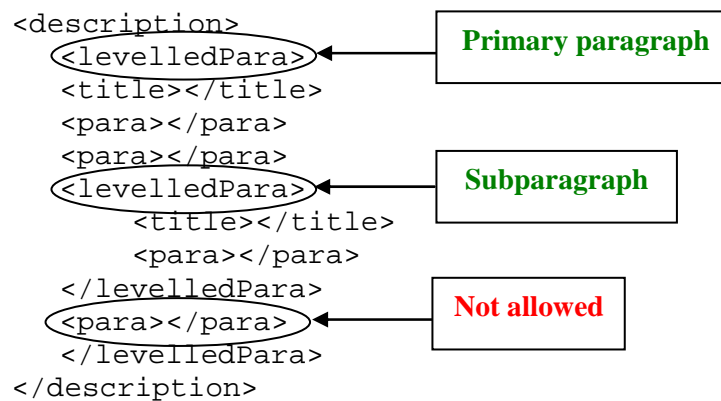 <description>
<levelledPara> Primary paragraph
<title></title>
<para></para>
<para></para>
<levelledPara> Subparagraph
<title></title>
<para></para>
</levelledPara>
<para></para> Not allowed
</levelledPara>
</description>